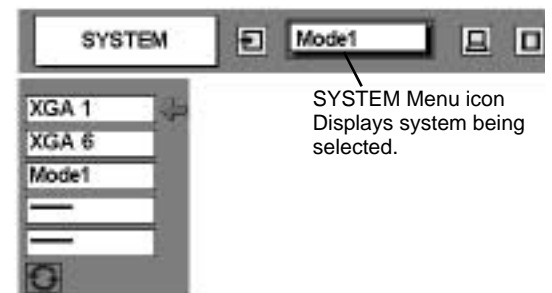 SYSTEM
Mode1
SYSTEM Menu icon
Displays system being
selected.
XGA 1
XGA 6
Mode1